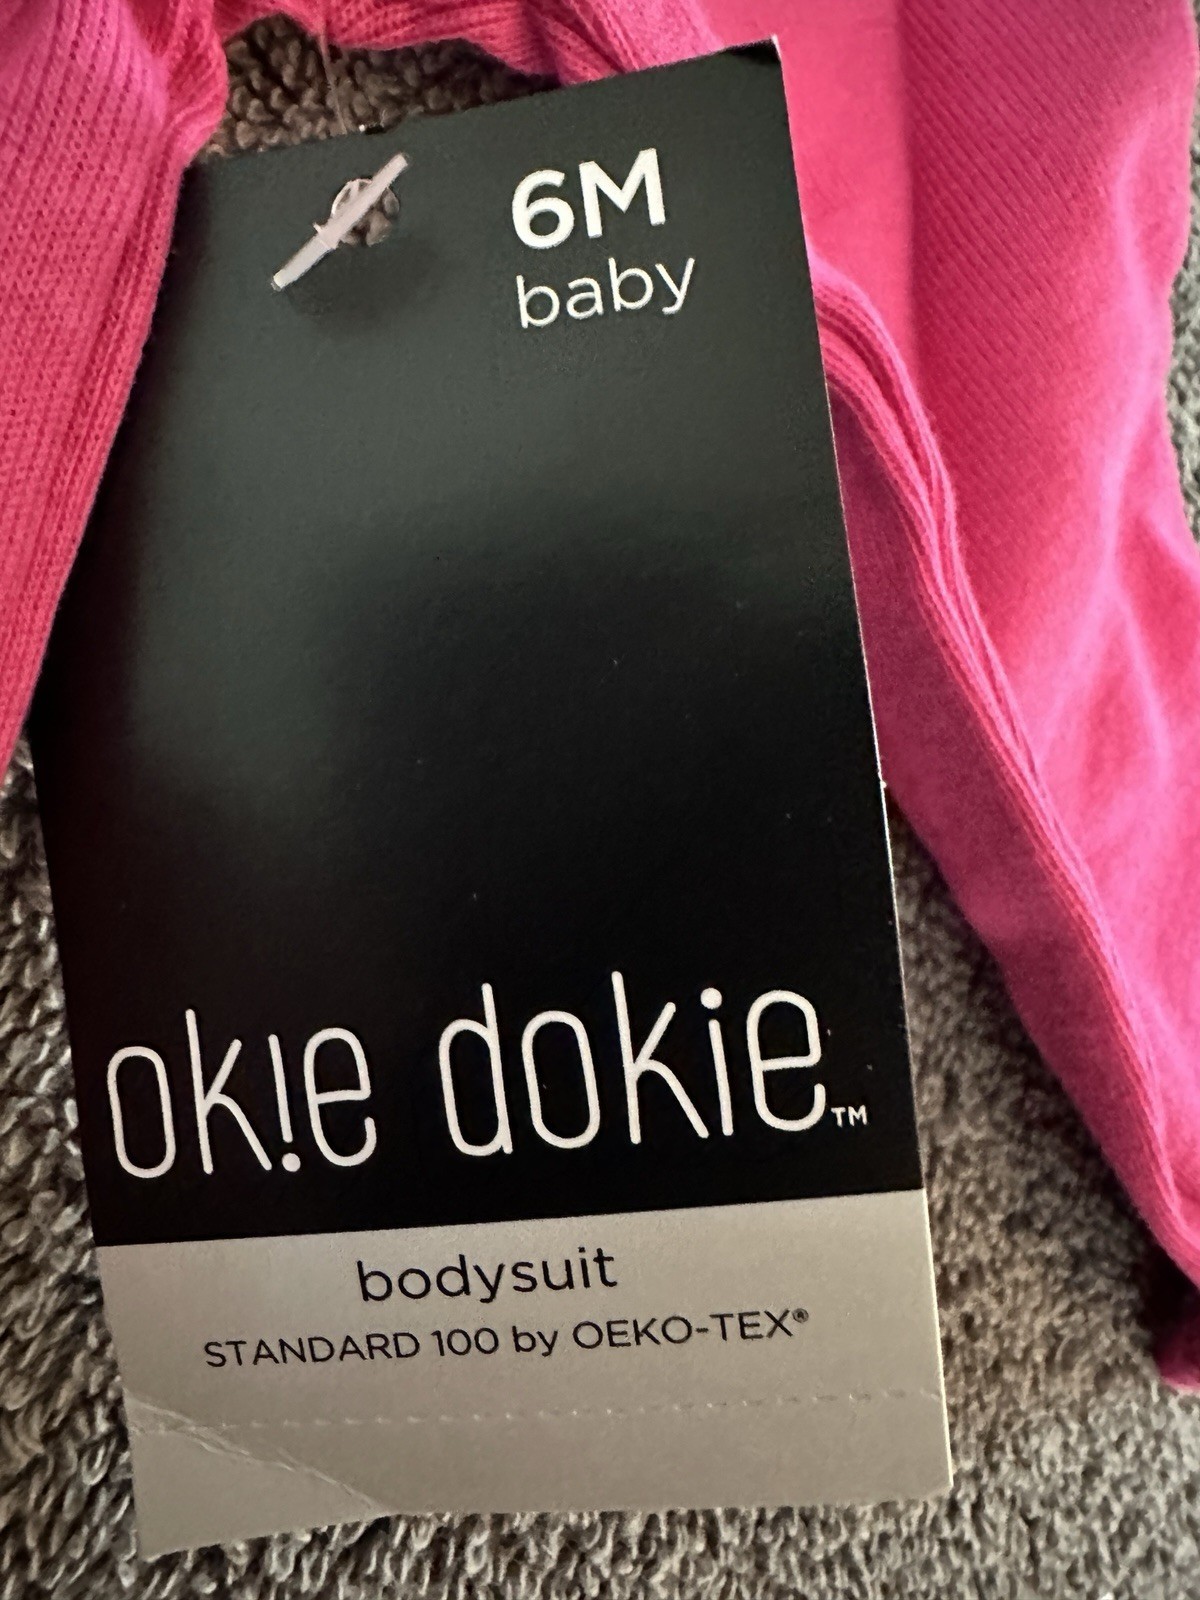 6M
baby
ok!e dokie™
bodysuit
STANDARD 100 by OEKO-TEX®